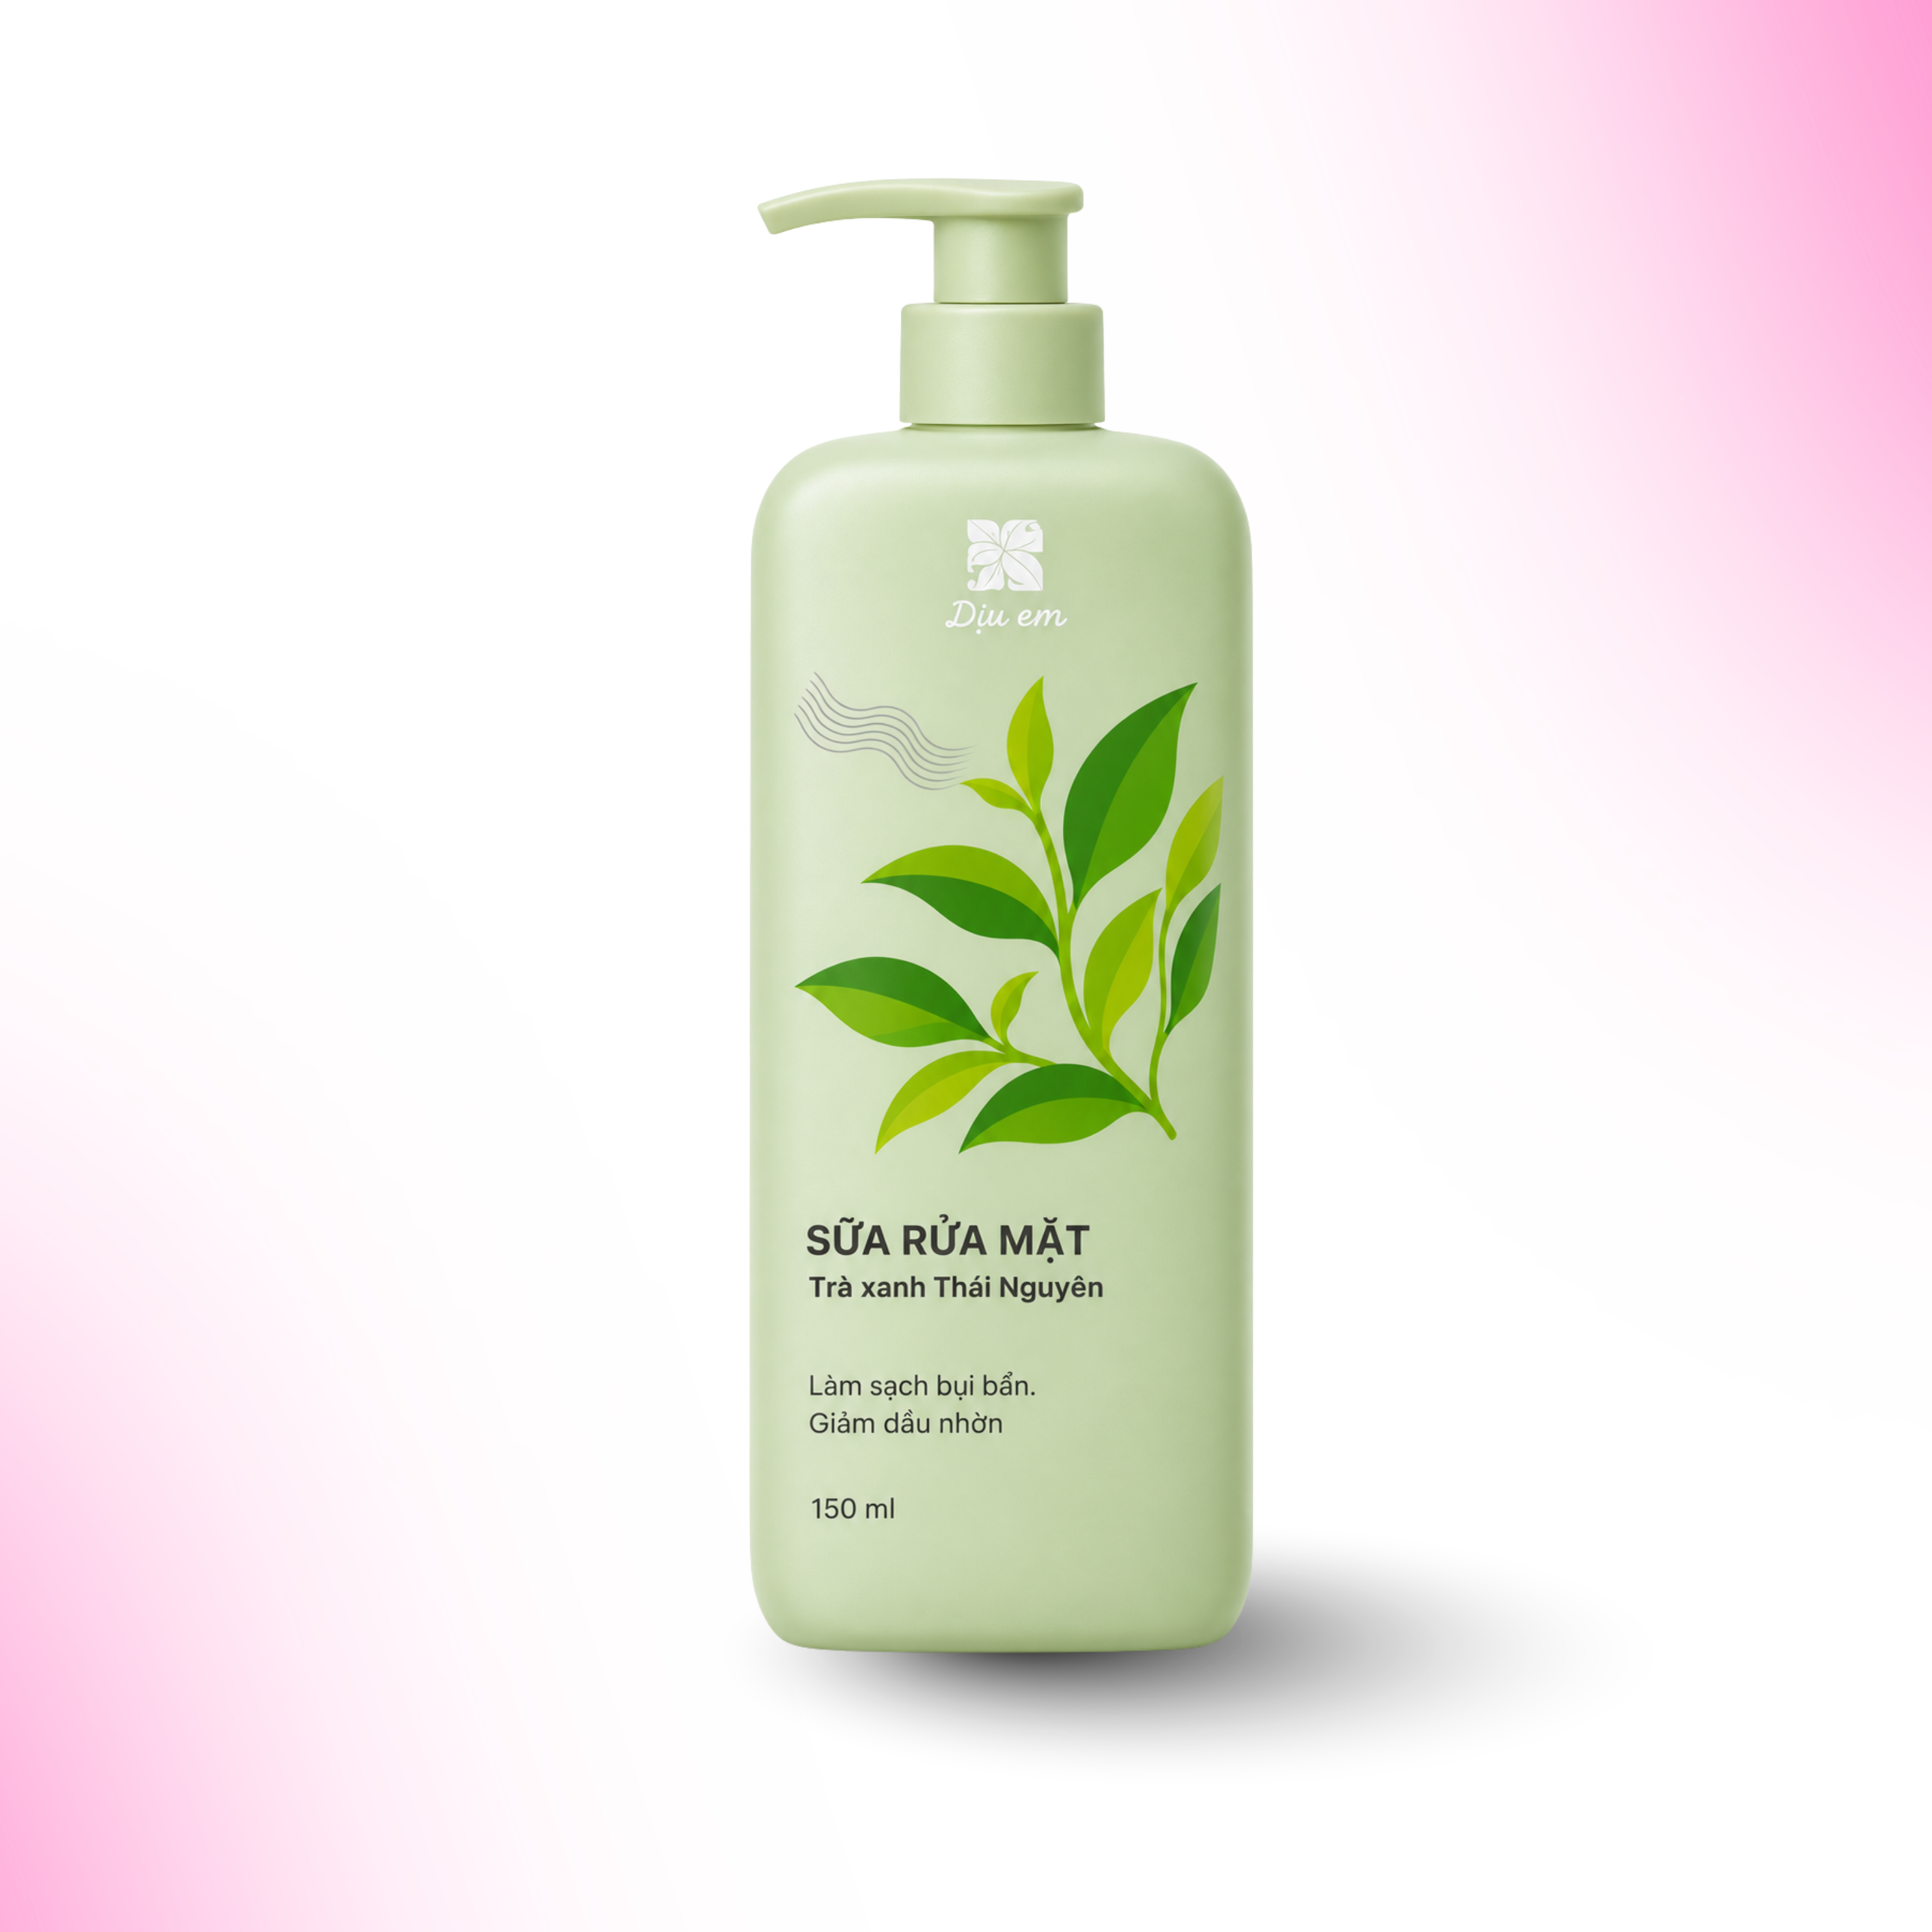 Dịu em
SỮA RỬA MẶT
Trà xanh Thái Nguyên
Làm sạch bụi bẩn.
Giảm dầu nhờn
150 ml